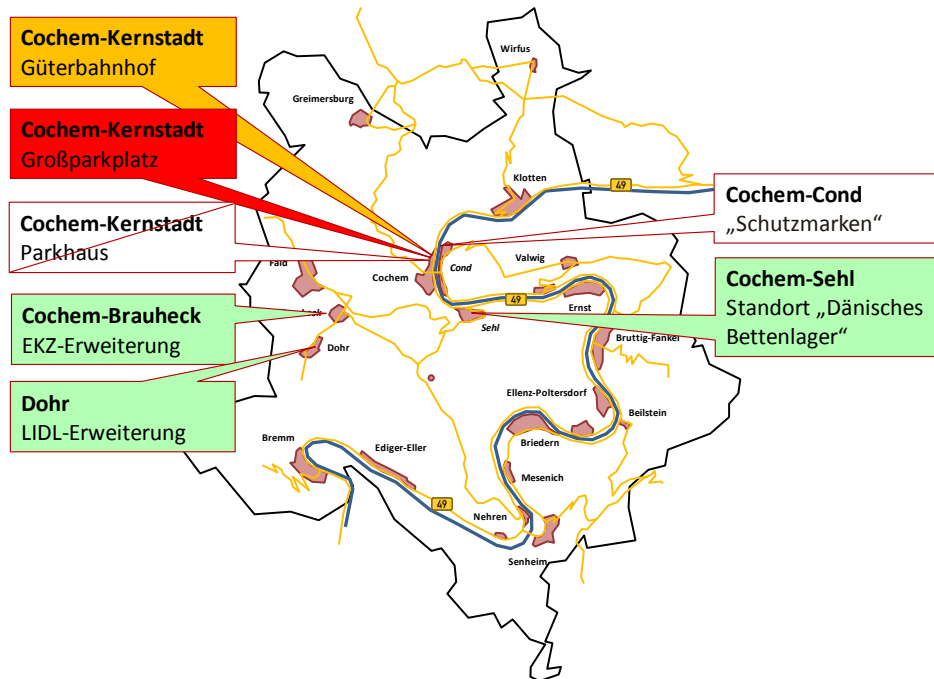 Cochem-Kernstadt
Güterbahnhof
Cochem-Kernstadt
Großparkplatz
Cochem-Kernstadt
Parkhaus
Cochem-Brauheck
EKZ-Erweiterung
Dohr
LIDL-Erweiterung
Cochem-Cond
„Schutzmarken“
Cochem-Sehl
Standort „Dänisches
Bettenlager“
Wirfus
Greimersburg
Klotten
49
Valwig
Cond
Cochem
Faid
49
Ernst
Sehl
Bruttig-Fankel
Dohr
Ellenz-Poltersdorf
Beilstein
Briedern
Bremm
Ediger-Eller
Mesenich
49
Nehren
Senheim